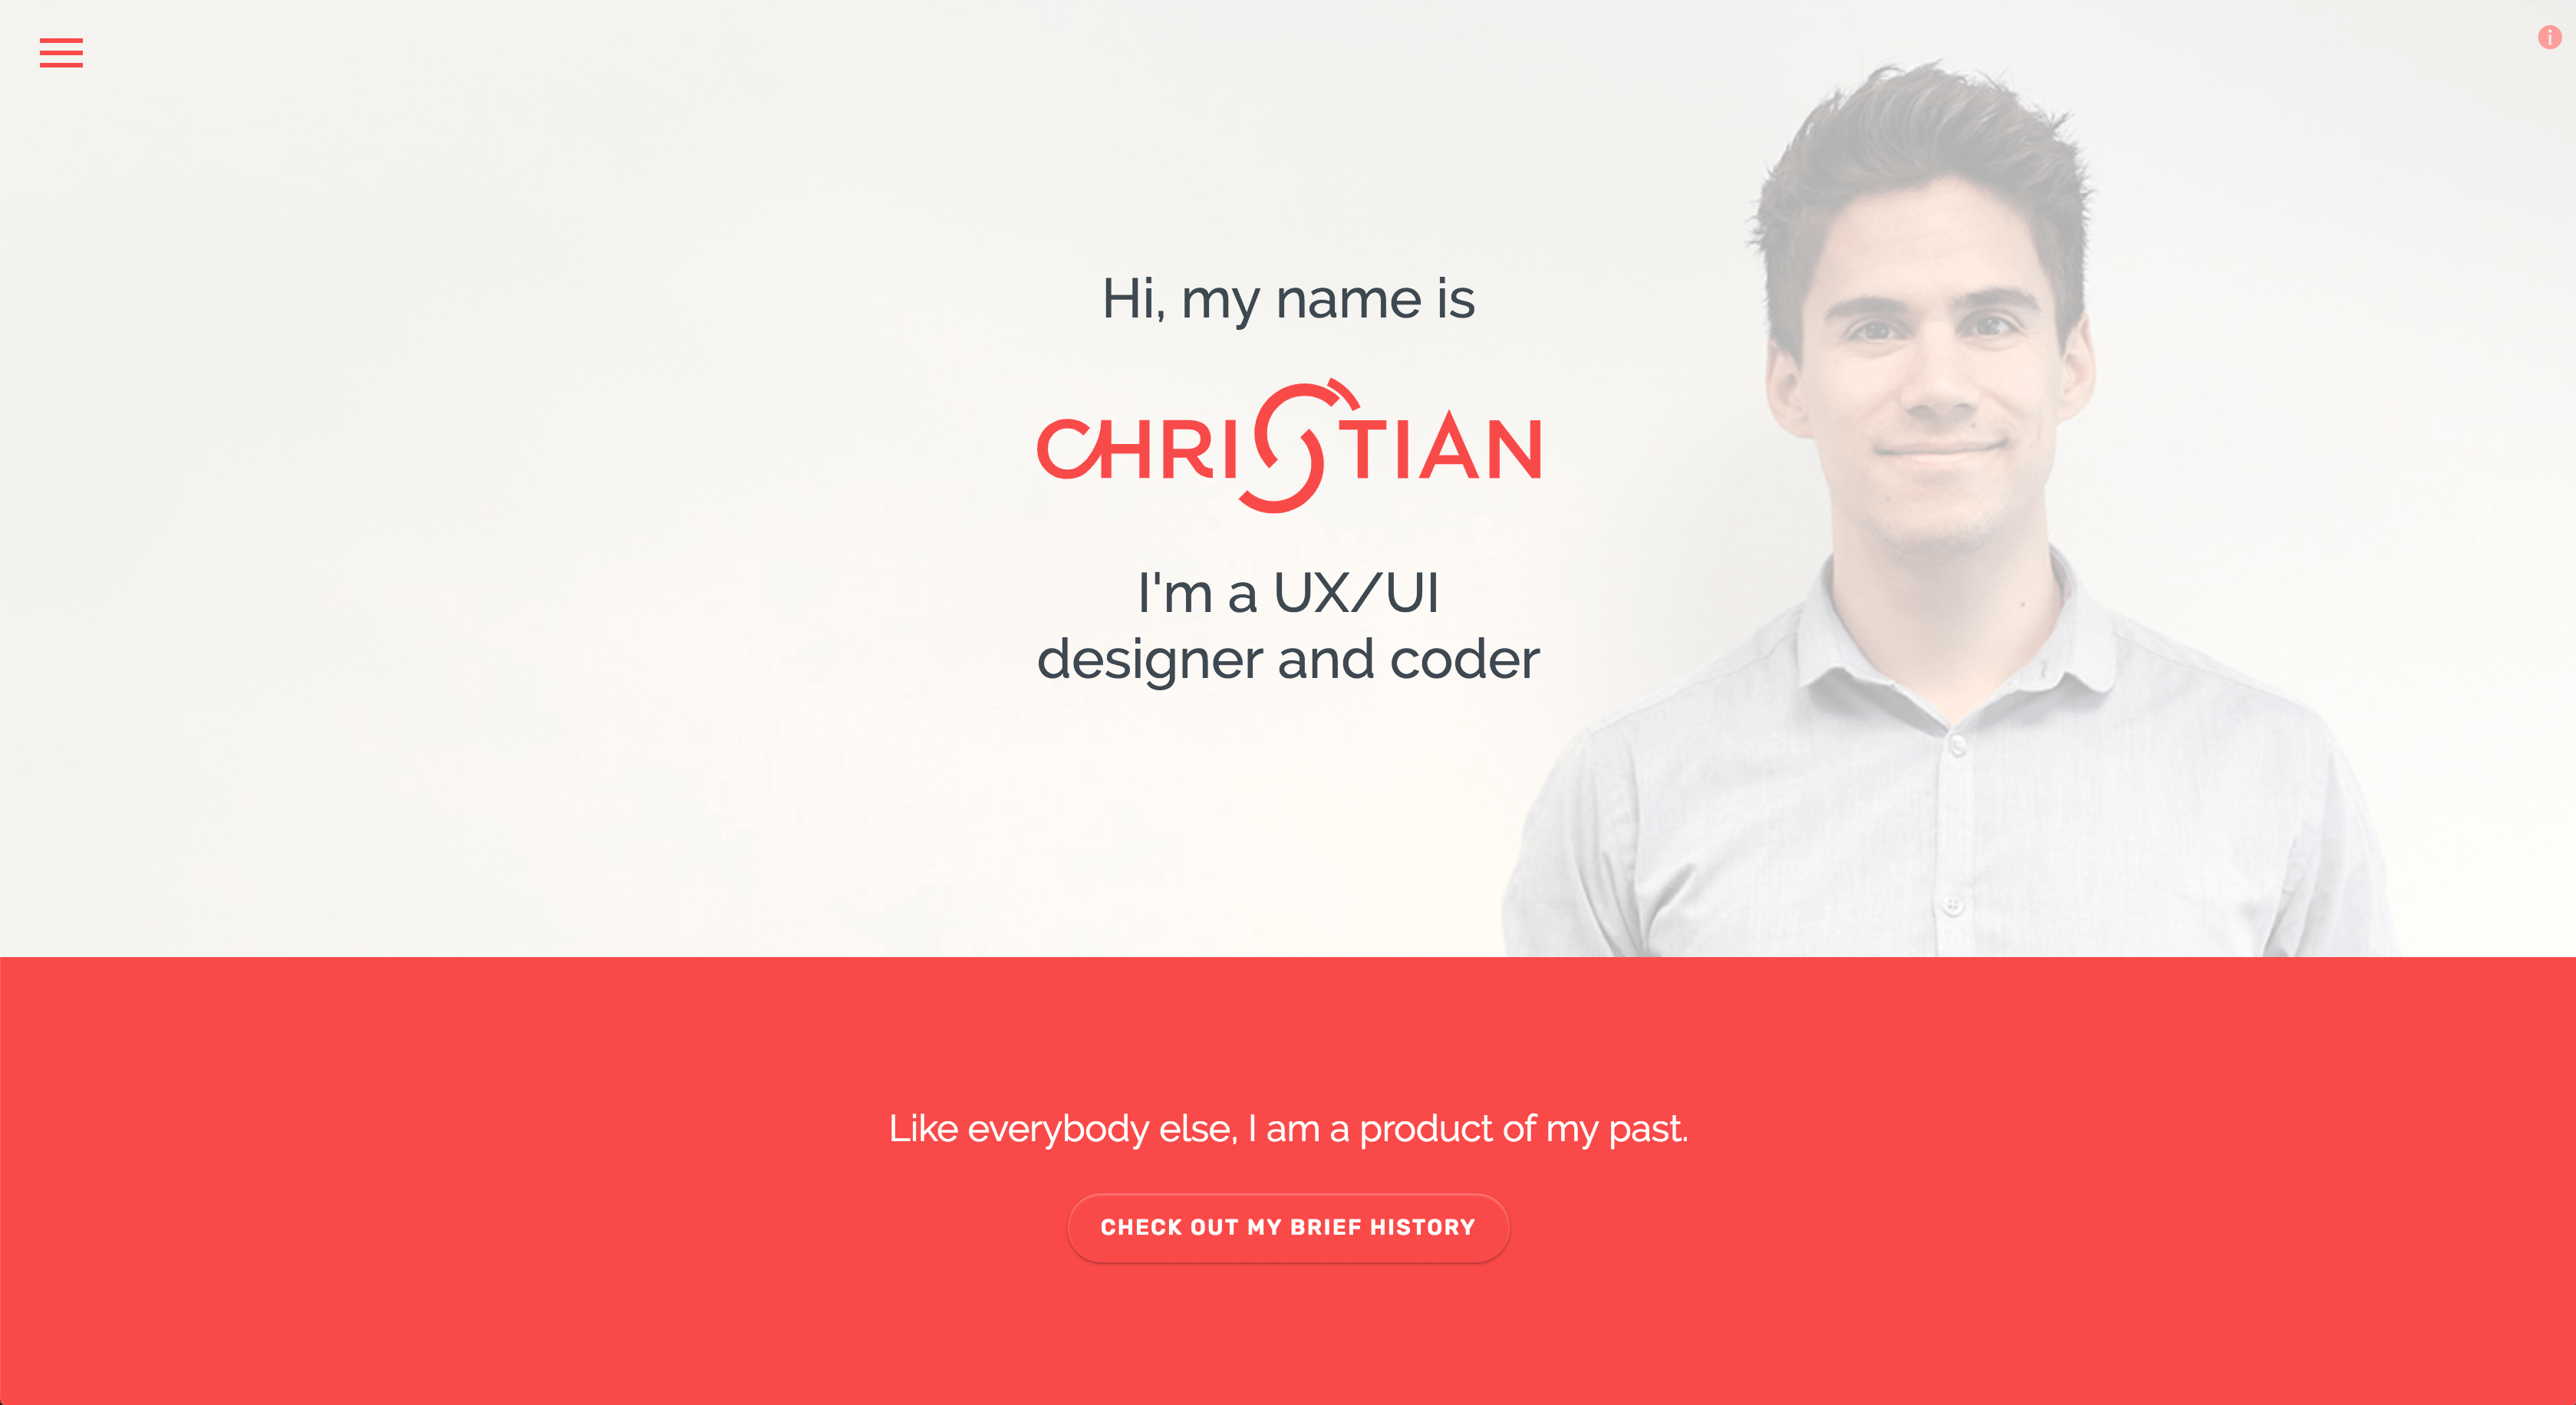 Hi, my name is
CHRISTIAN
I'm a UX/UI
designer and coder
Like everybody else, I am a product of my past.
CHECK OUT MY BRIEF HISTORY